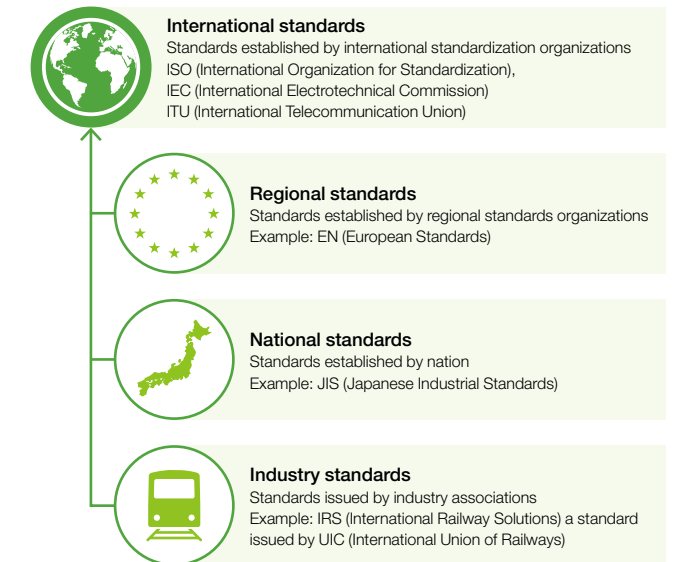 International standards
Standards established by international standardization organizations
ISO (International Organization for Standardization),
IEC (International Electrotechnical Commission)
ITU (International Telecommunication Union)
Regional standards
Standards established by regional standards organizations
Example: EN (European Standards)
National standards
Standards established by nation
Example: JIS (Japanese Industrial Standards)
Industry standards
Standards issued by industry associations
Example: IRS (International Railway Solutions) a standard
issued by UIC (International Union of Railways)